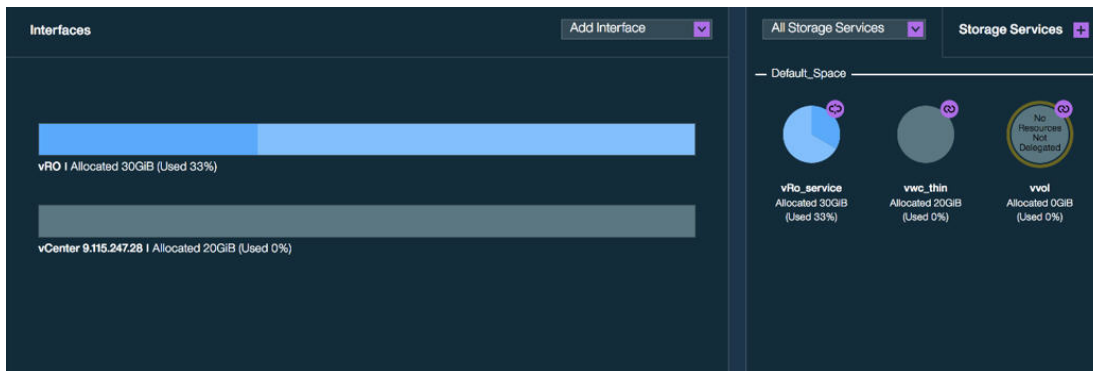 Interfaces
Add Interface
vRO | Allocated 30GiB (Used 33%)
vCenter 9.115.247.28 | Allocated 20GiB (Used 0%)
All Storage Services
Storage Services
Default_Space
No
Resources
Not
Delegated
vRo_service
Allocated 30GiB
(Used 33%)
vwc_thin
Allocated 20GiB
(Used 0%)
vvol
Allocated 0GiB
(Used 0%)